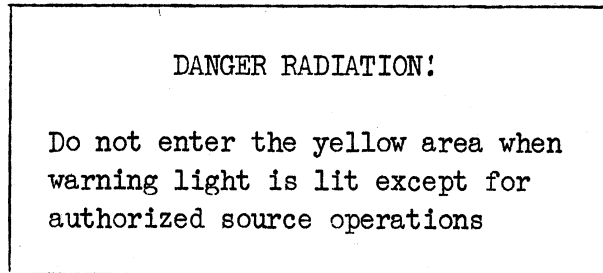 DANGER RADIATION!
Do not enter the yellow area when
warning light is lit except for
authorized source operations